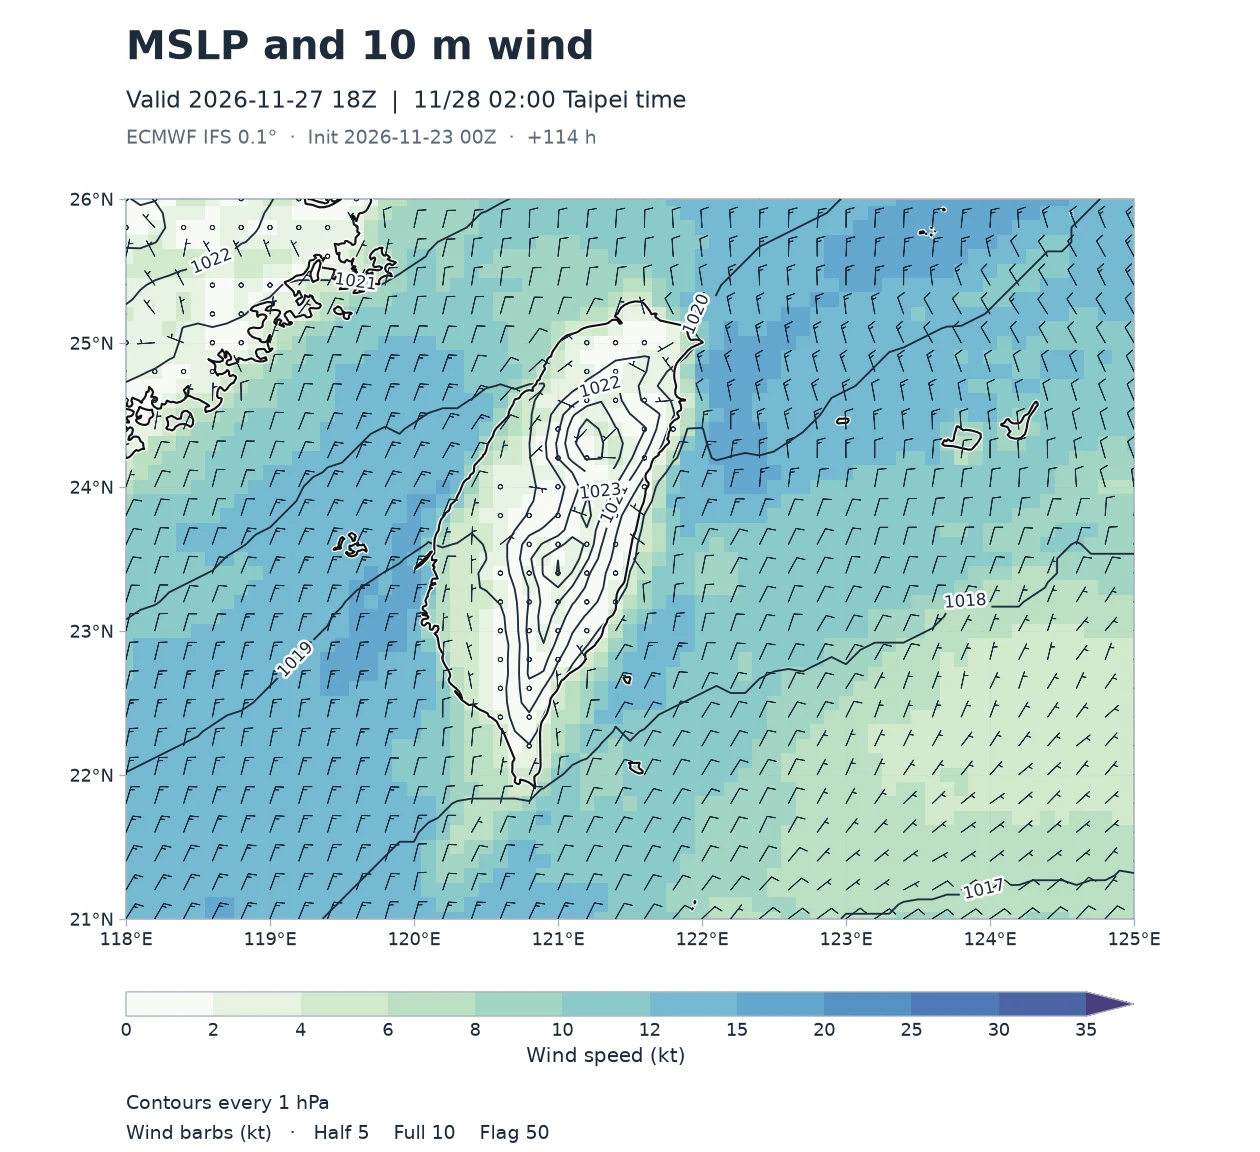 MSLP and 10 m wind
Valid 2026-11-27 18Z | 11/28 02:00 Taipei time
ECMWF IFS 0.1° · Init 2026-11-23 00Z · +114 h
26°N
25°N
24°N
23°N
22°N
21°N
1022
1021
1020
1022
1023
1019
1018
1017
118°E 119°E 120°E 121°E 122°E 123°E 124°E 125°E
0 2 4 6 8 10 12 15 20 25 30 35
Wind speed (kt)
Contours every 1 hPa
Wind barbs (kt) · Half 5 Full 10 Flag 50